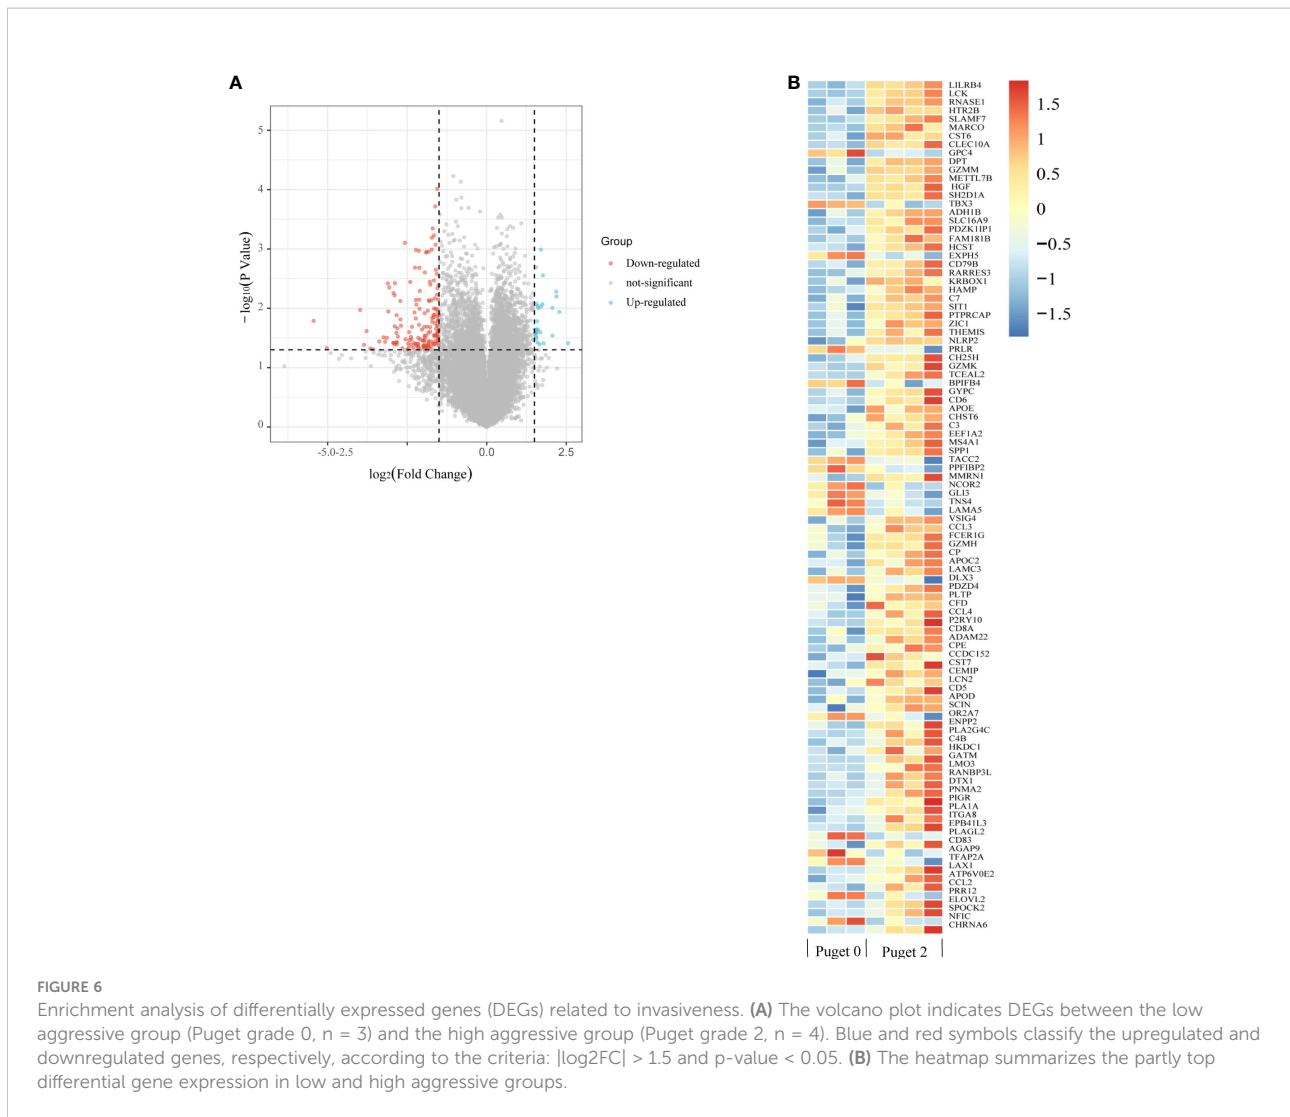 A
5
4
3
2
1
0
−log10(P Value)
-5.0-2.5
0.0
2.5
log2(Fold Change)
Group
Down-regulated
not-significant
Up-regulated
B
LILRB4
LCK
RNASE1
HTR2B
SLAMF7
MARCO
CST6
CLEC10A
GPC4
DPT
GZMM
METTL7B
HGF
SH2D1A
TBX3
ADH1B
SLC16A9
PDZK1IP1
FAM181B
HCST
EXPH5
CD79B
RARRES3
KRBOX1
HAMP
C7
SIT1
PTPRCAP
ZIC1
THEMIS
NLRP2
PRLR
CH25H
GZMK
TCEAL2
BPIFB4
GYPC
CD6
APOE
CHST6
C3
EEF1A2
MS4A1
SPP1
TACC2
PPFIBP2
MMRN1
NCOR2
GLI3
TNS4
LAMA5
VSIG4
CCL3
FCER1G
GZMH
CP
APOC2
LAMC3
DLX3
PDZD4
PLTP
CFD
CCL4
P2RY10
CD8A
ADAM22
CPE
CCDC152
CST7
CEMIP
LCN2
CD5
APOD
SCIN
OR2A7
ENPP2
PLA2G4C
C4B
HKDC1
GATM
LMO3
RANBP3L
DTX1
PNMA2
PIGR
PLA1A
ITGA8
EPB41L3
PLAGL2
CD83
AGAP9
TFAP2A
LAX1
ATP6V0E2
CCL2
PRR12
ELOVL2
SPOCK2
NFIC
CHRNA6
Puget 0
Puget 2
1.5
1
0.5
0
−0.5
−1
−1.5
FIGURE 6
Enrichment analysis of differentially expressed genes (DEGs) related to invasiveness. (A) The volcano plot indicates DEGs between the low
aggressive group (Puget grade 0, n = 3) and the high aggressive group (Puget grade 2, n = 4). Blue and red symbols classify the upregulated and
downregulated genes, respectively, according to the criteria: |log2FC| > 1.5 and p-value < 0.05. (B) The heatmap summarizes the partly top
differential gene expression in low and high aggressive groups.